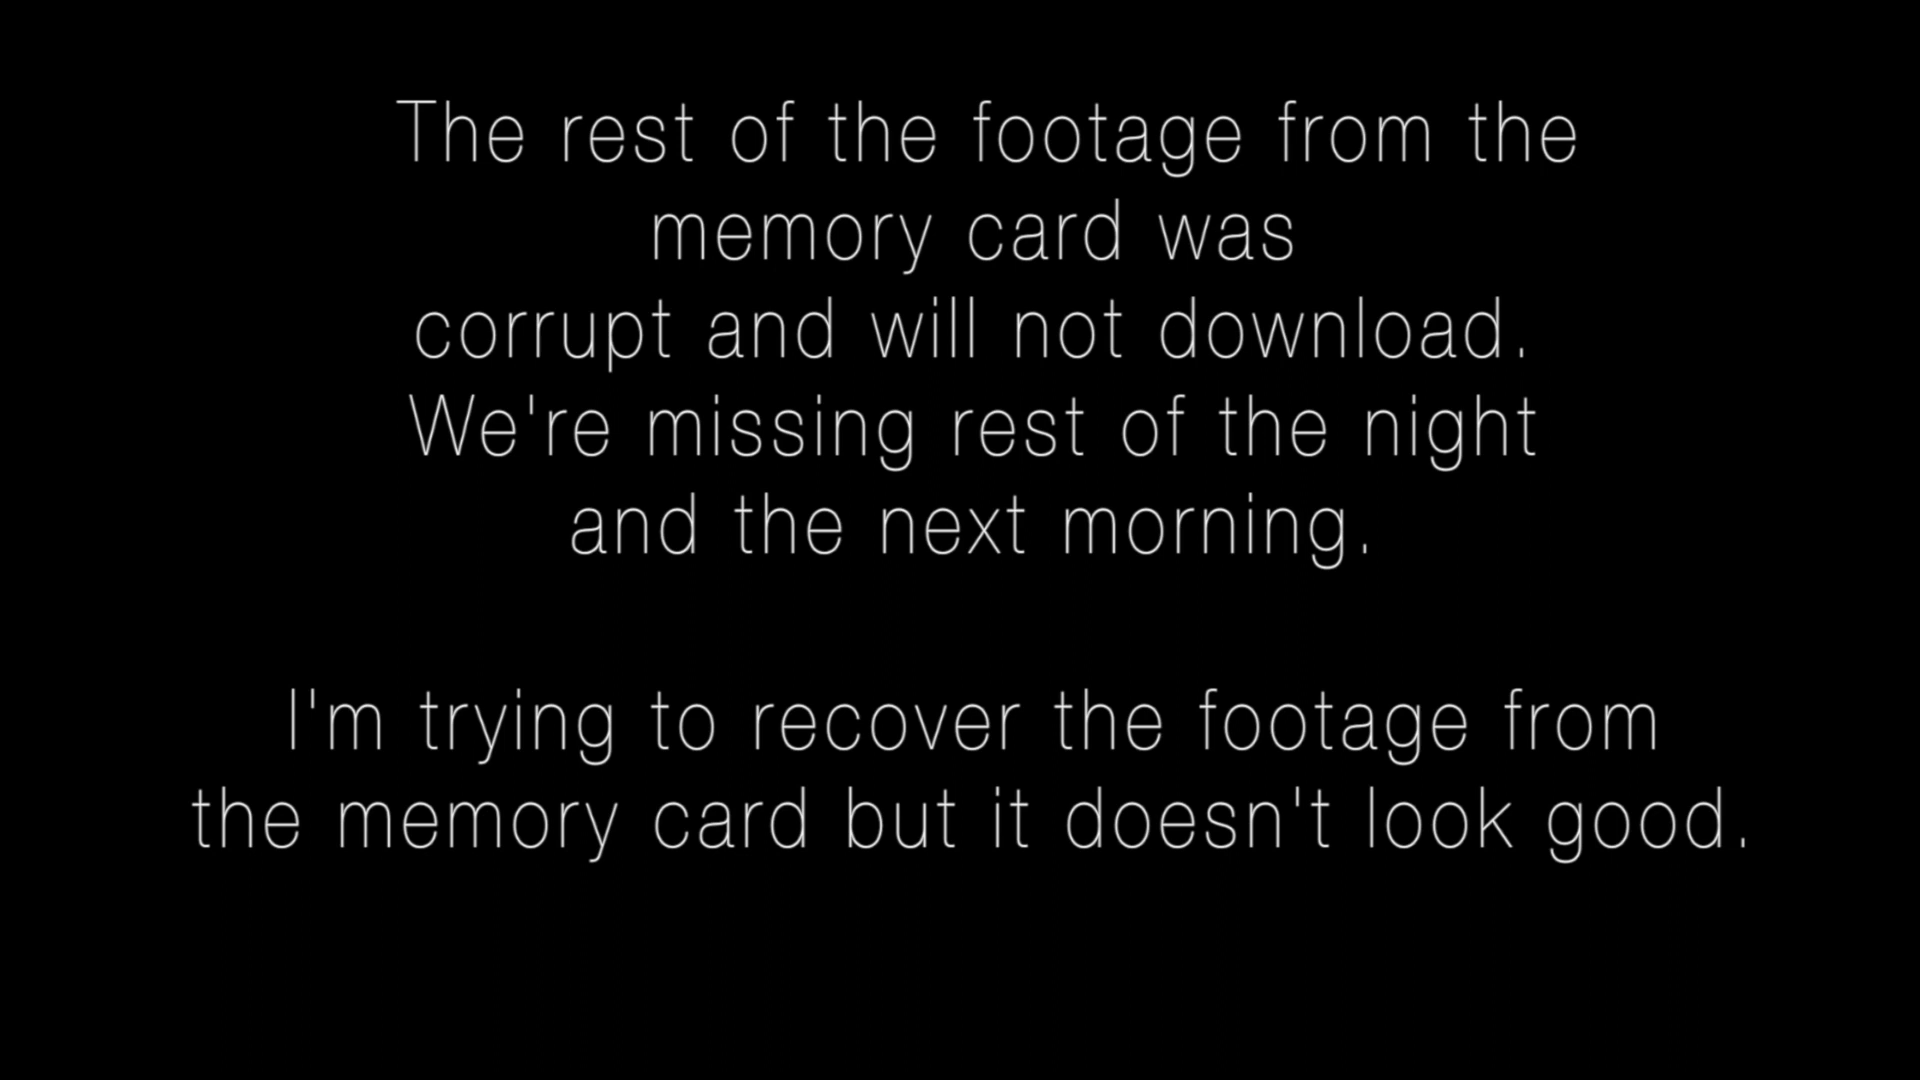 The rest of the footage from the
memory card was
corrupt and will not download.
We're missing rest of the night
and the next morning.
I'm trying to recover the footage from
the memory card but it doesn't look good.